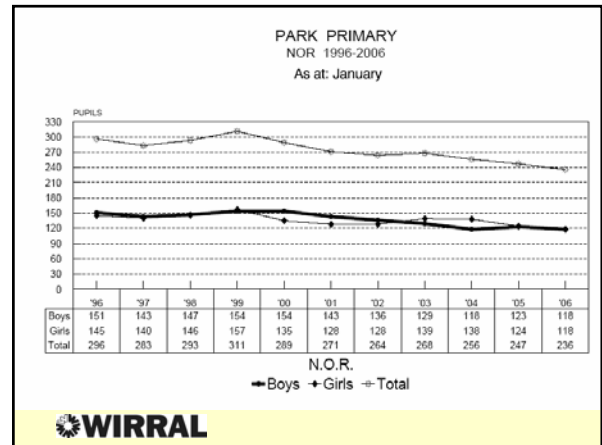 PARK PRIMARY
NOR 1996-2006
As at: January
PUPILS
330
300
270
240
210
180
150
120
90
60
30
0
'96 '97 '98 '99 '00 '01 '02 '03 '04 '05 '06
Boys 151 143 147 154 154 143 136 129 118 123 118
Girls 145 140 146 157 135 128 128 139 138 124 118
Total 296 283 293 311 289 271 264 268 256 247 236
N.O.R.
Boys Girls Total
WIRRAL